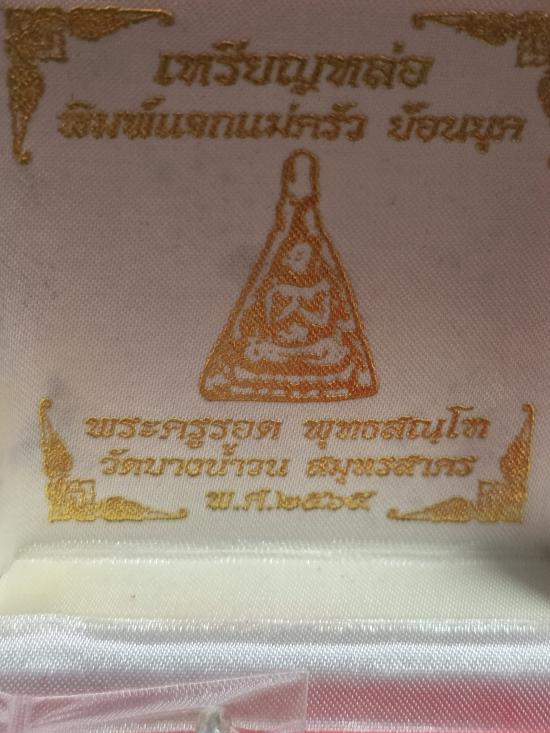 เหรียญหล่อ
พิมพ์แจกแม่ครัว ย้อนยุค
พระครูรอด พุทธสณฺโท
วัดบางน้ำวน สมุทรสาคร
พ.ศ.๒๕๖๕